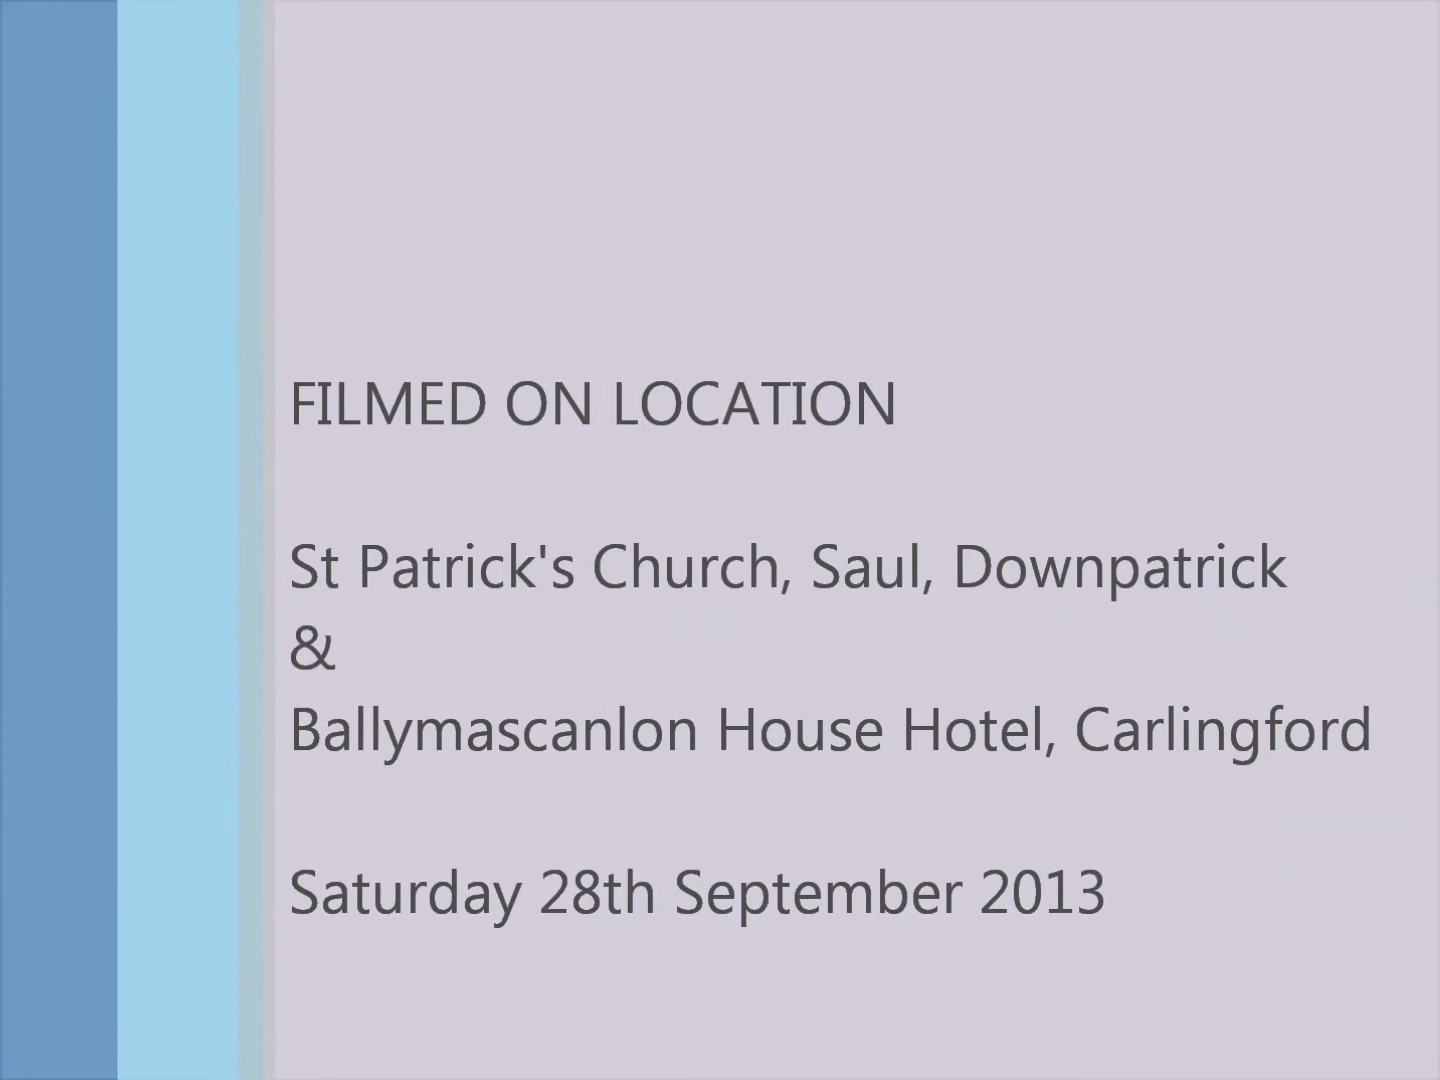 FILMED ON LOCATION
St Patrick's Church, Saul, Downpatrick
&
Ballymascanlon House Hotel, Carlingford
Saturday 28th September 2013